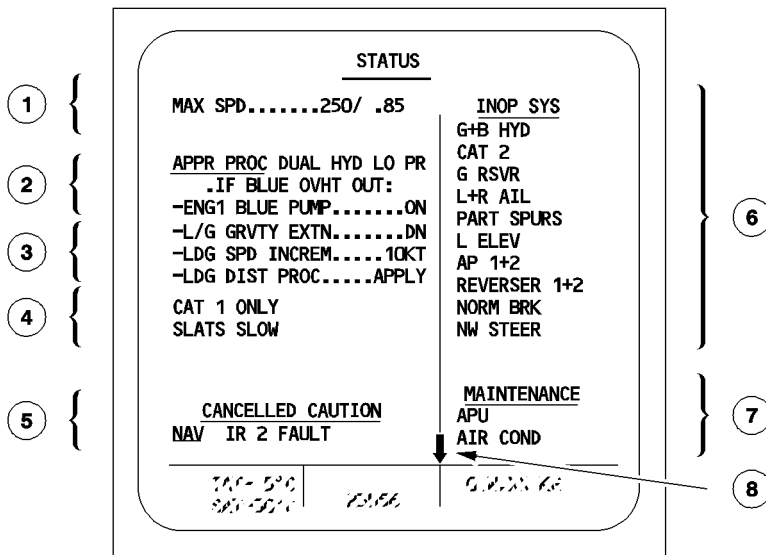 STATUS
1
MAX SPD.......250/ .85
2
APPR PROC DUAL HYD LO PR
.IF BLUE OVHT OUT:
-ENG1 BLUE PUMP.......ON
3
-L/G GRVTY EXTN.......DN
-LDG SPD INCREM.....10KT
-LDG DIST PROC.....APPLY
4
CAT 1 ONLY
SLATS SLOW
5
CANCELLED CAUTION
NAV IR 2 FAULT
INOP SYS
G+B HYD
CAT 2
G RSVR
L+R AIL
PART SPURS
L ELEV
AP 1+2
REVERSER 1+2
NORM BRK
NW STEER
6
MAINTENANCE
APU
AIR COND
7
8